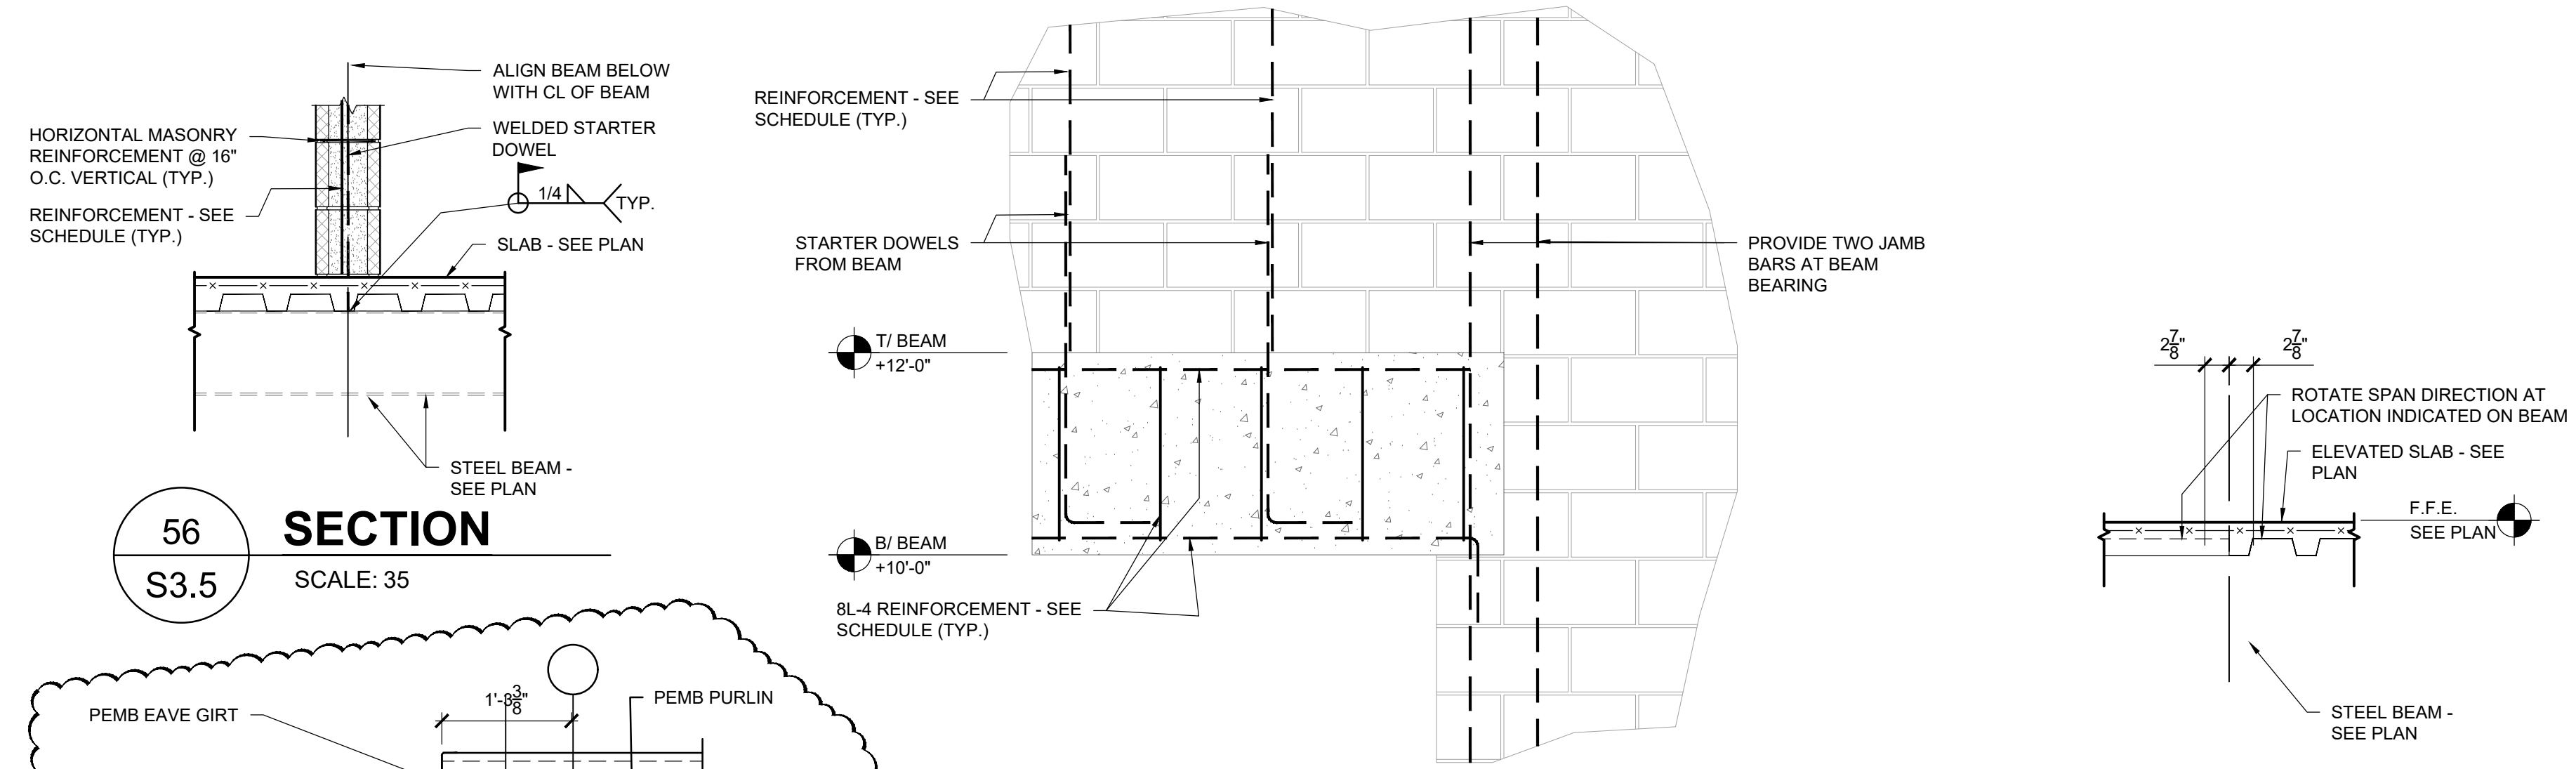 ALIGN BEAM BELOW
WITH CL OF BEAM
HORIZONTAL MASONRY
REINFORCEMENT @ 16"
O.C. VERTICAL (TYP.)
WELDED STARTER
DOWEL
1/4
TYP.
REINFORCEMENT - SEE
SCHEDULE (TYP.)
SLAB - SEE PLAN
STEEL BEAM -
SEE PLAN
56
S3.5
SECTION
SCALE: 35
PEMB EAVE GIRT
1'-3 3/8"
PEMB PURLIN
REINFORCEMENT - SEE
SCHEDULE (TYP.)
STARTER DOWELS
FROM BEAM
PROVIDE TWO JAMB
BARS AT BEAM
BEARING
T/ BEAM
+12'-0"
B/ BEAM
+10'-0"
8L-4 REINFORCEMENT - SEE
SCHEDULE (TYP.)
2 7/8"
2 7/8"
ROTATE SPAN DIRECTION AT
LOCATION INDICATED ON BEAM
ELEVATED SLAB - SEE
PLAN
F.F.E.
SEE PLAN
STEEL BEAM -
SEE PLAN